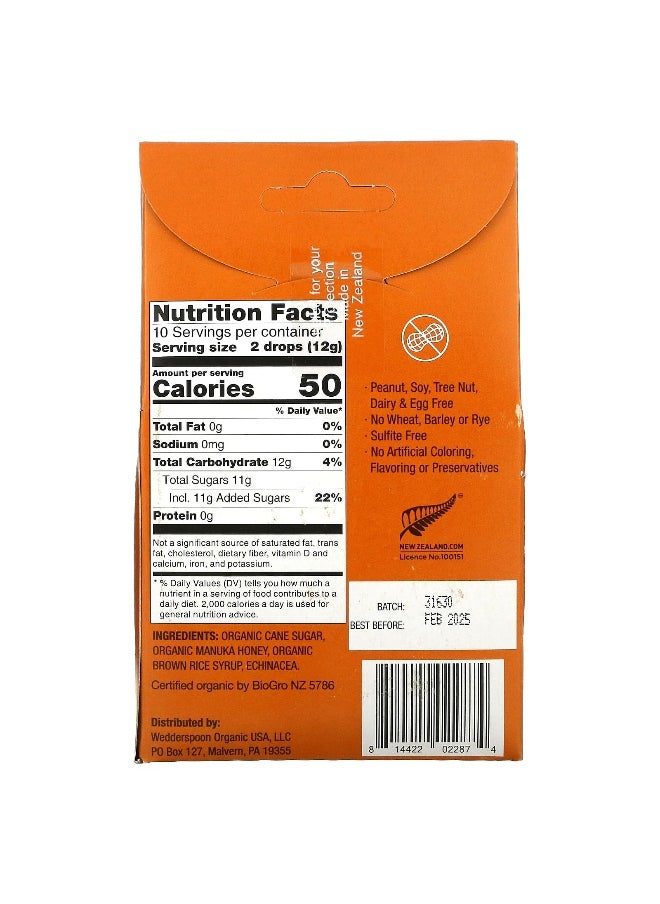 for your
ection
Made in
New Zealand
Nutrition Facts
10 Servings per container
Serving size 2 drops (12g)
Amount per serving
Calories 50
% Daily Value*
Total Fat 0g 0%
Sodium 0mg 0%
Total Carbohydrate 12g 4%
Total Sugars 11g
Incl. 11g Added Sugars 22%
Protein 0g
Not a significant source of saturated fat, trans
fat, cholesterol, dietary fiber, vitamin D and
calcium, iron, and potassium.
* % Daily Values (DV) tells you how much a
nutrient in a serving of food contributes to a
daily diet. 2,000 calories a day is used for
general nutrition advice.
INGREDIENTS: ORGANIC CANE SUGAR,
ORGANIC MANUKA HONEY, ORGANIC
BROWN RICE SYRUP, ECHINACEA.
Certified organic by BioGro NZ 5786
Distributed by:
Wedderspoon Organic USA, LLC
PO Box 127, Malvern, PA 19355
· Peanut, Soy, Tree Nut,
Dairy & Egg Free
· No Wheat, Barley or Rye
· Sulfite Free
· No Artificial Coloring,
Flavoring or Preservatives
NEWZEALAND.COM
Licence No.100151
BATCH: 31630
BEST BEFORE: FEB 2025
8 14422 02287 4